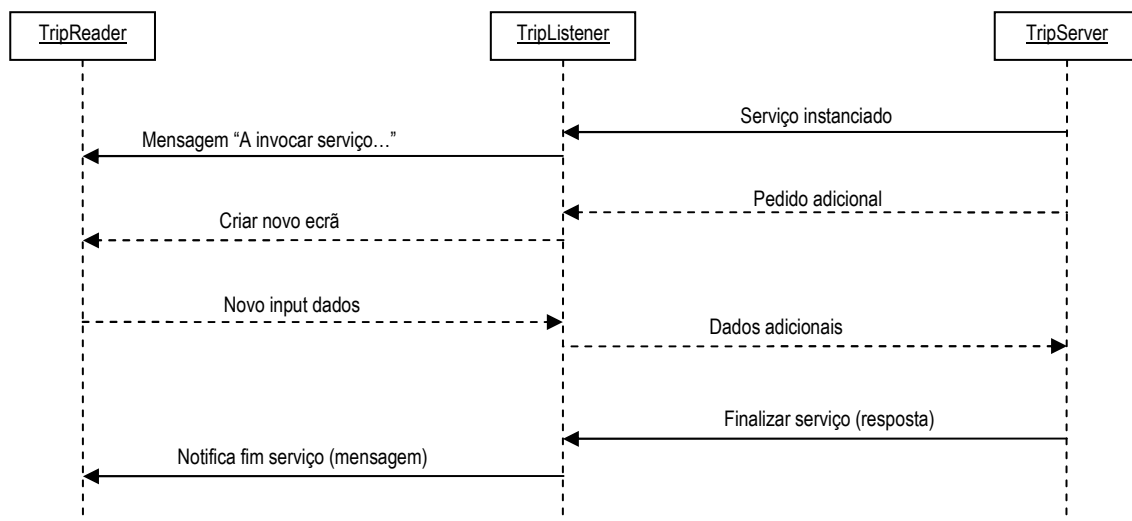 TripReader
TripListener
TripServer
Serviço instanciado
Mensagem “A invocar serviço…”
Pedido adicional
Criar novo ecrã
Novo input dados
Dados adicionais
Finalizar serviço (resposta)
Notifica fim serviço (mensagem)